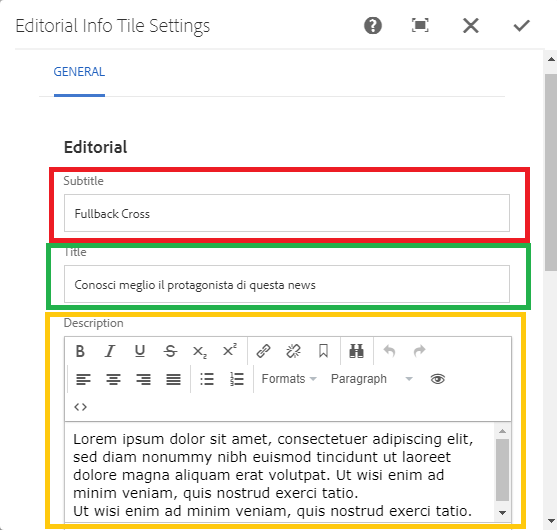 Editorial Info Tile Settings
GENERAL
Editorial
Subtitle
Fullback Cross
Title
Conosci meglio il protagonista di questa news
Description
B I U S X₂ X²
Formats Paragraph
Lorem ipsum dolor sit amet, consectetuer adipiscing elit,
sed diam nonummy nibh euismod tincidunt ut laoreet
dolore magna aliquam erat volutpat. Ut wisi enim ad
minim veniam, quis nostrud exerci tatio.
Ut wisi enim ad minim veniam, quis nostrud exerci tatio.